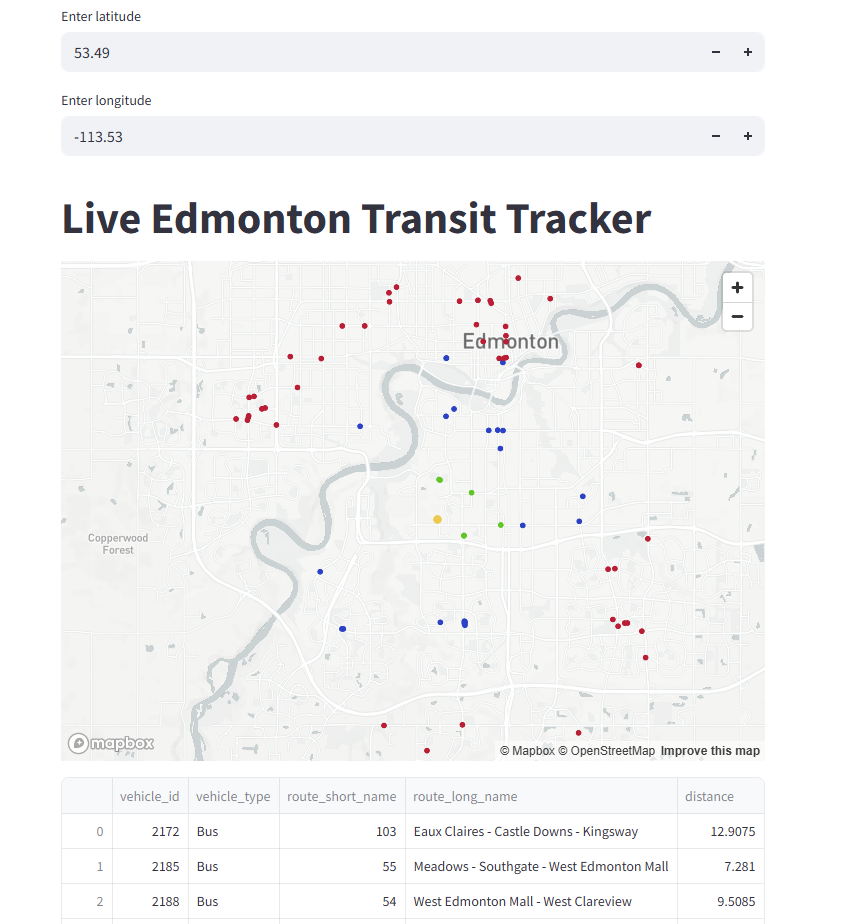 Enter latitude
53.49
Enter longitude
-113.53
Live Edmonton Transit Tracker
Edmonton
Copperwood
Forest
mapbox
© Mapbox © OpenStreetMap Improve this map
vehicle_id vehicle_type route_short_name route_long_name distance
0 2172 Bus 103 Eaux Claires - Castle Downs - Kingsway 12.9075
1 2185 Bus 55 Meadows - Southgate - West Edmonton Mall 7.281
2 2188 Bus 54 West Edmonton Mall - West Clareview 9.5085